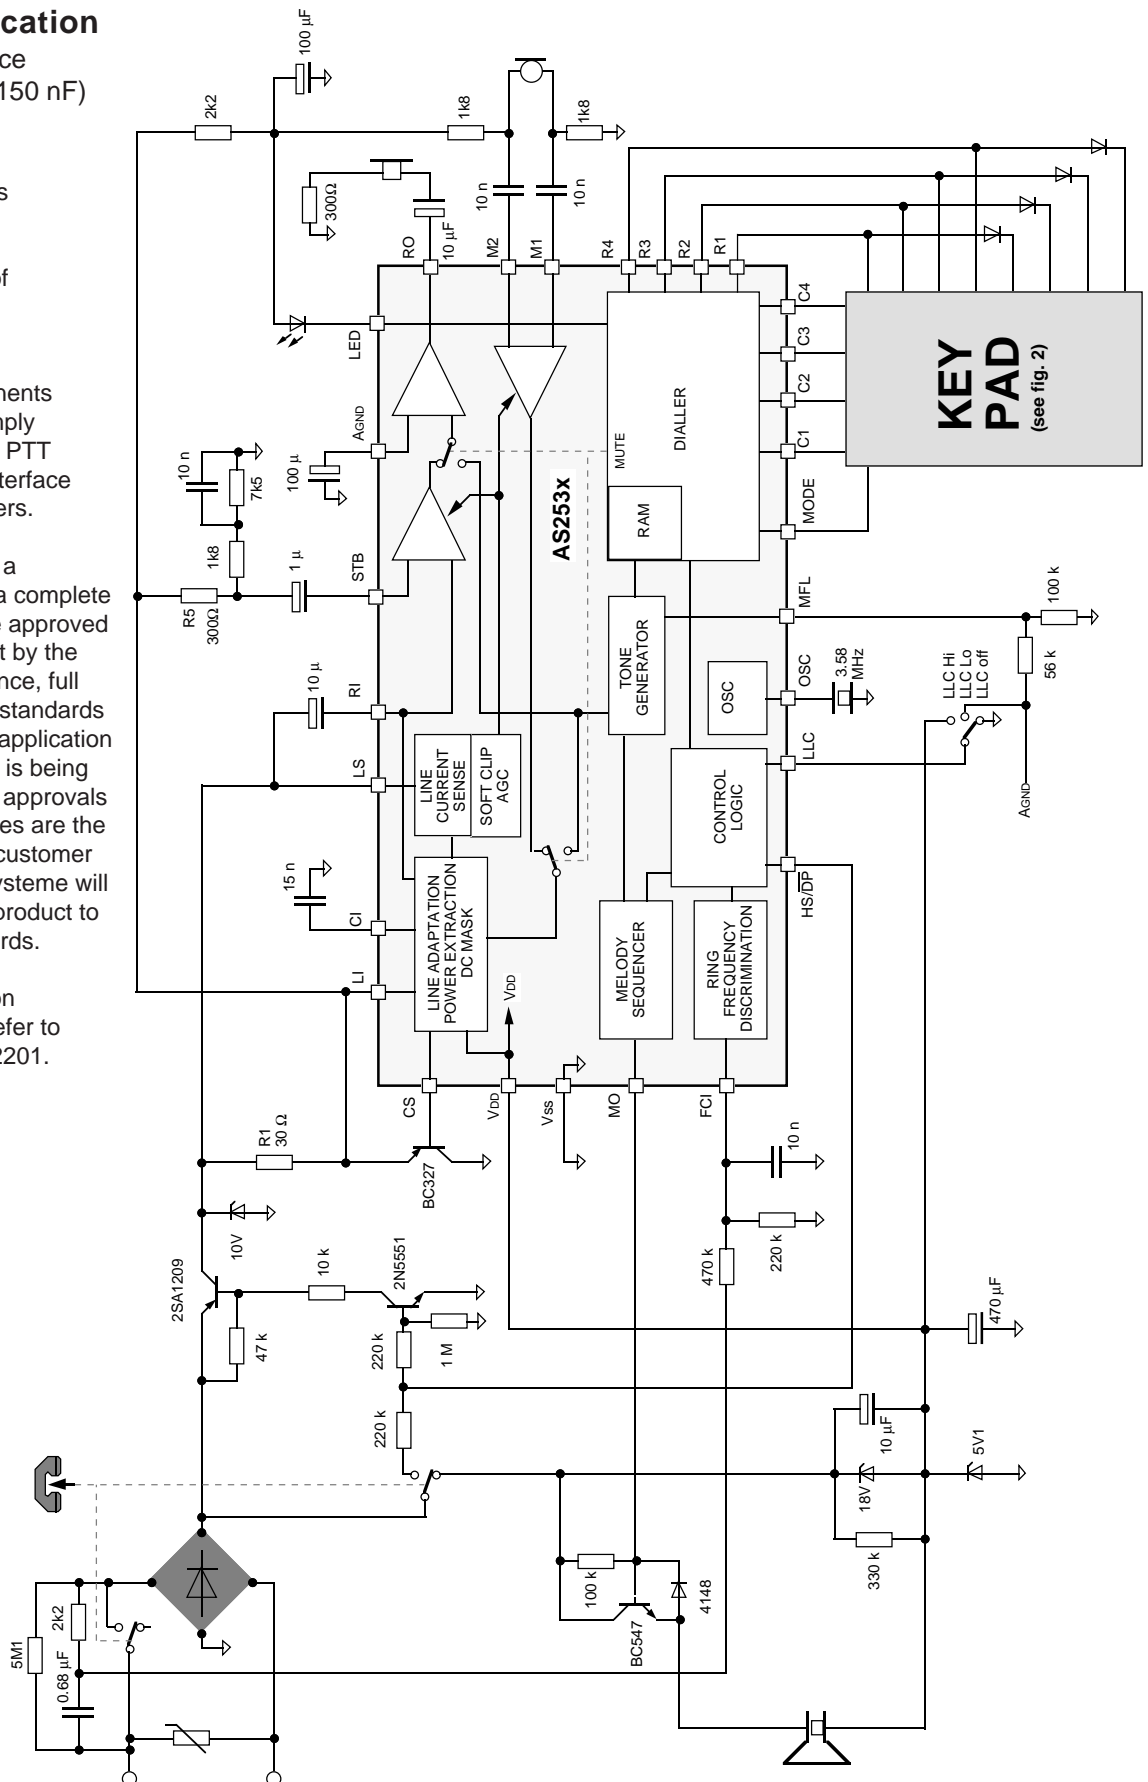 cation
ce
150 nF)
s
of
nents
mply
PTT
terface
ers.
a
a complete
e approved
t by the
nce, full
standards
application
is being
approvals
es are the
customer
ysteme will
product to
rds.
on
efer to
2201.
100 µF
2k2
1k8
1k8
300Ω
10 µF
10 n
10 n
RO
M2
M1
R4
R3
R2
R1
LED
AGND
100 µ
10 n
7k5
1k8
R5
300Ω
1 µ
STB
10 µ
RI
LS
15 n
CI
LI
AS253x
MUTE
DIALLER
RAM
C4
C3
C2
C1
MODE
KEY
PAD
(see fig. 2)
TONE
GENERATOR
MFL
100 k
56 k
OSC
OSC
3.58
MHz
LLC
LLC Hi
LLC Lo
LLC off
AGND
LINE
CURRENT
SENSE
SOFT CLIP
AGC
CONTROL
LOGIC
HS/DP
LINE ADAPTATION
POWER EXTRACTION
DC MASK
MELODY
SEQUENCER
RING
FREQUENCY
DISCRIMINATION
VDD
CS
VDD
Vss
MO
FCI
R1
30 Ω
BC327
10 n
10V
2SA1209
10 k
2N5551
470 k
220 k
47 k
220 k
1 M
470 µF
220 k
10 µF
18V
5V1
330 k
100 k
4148
BC547
5M1
2k2
0.68 µF